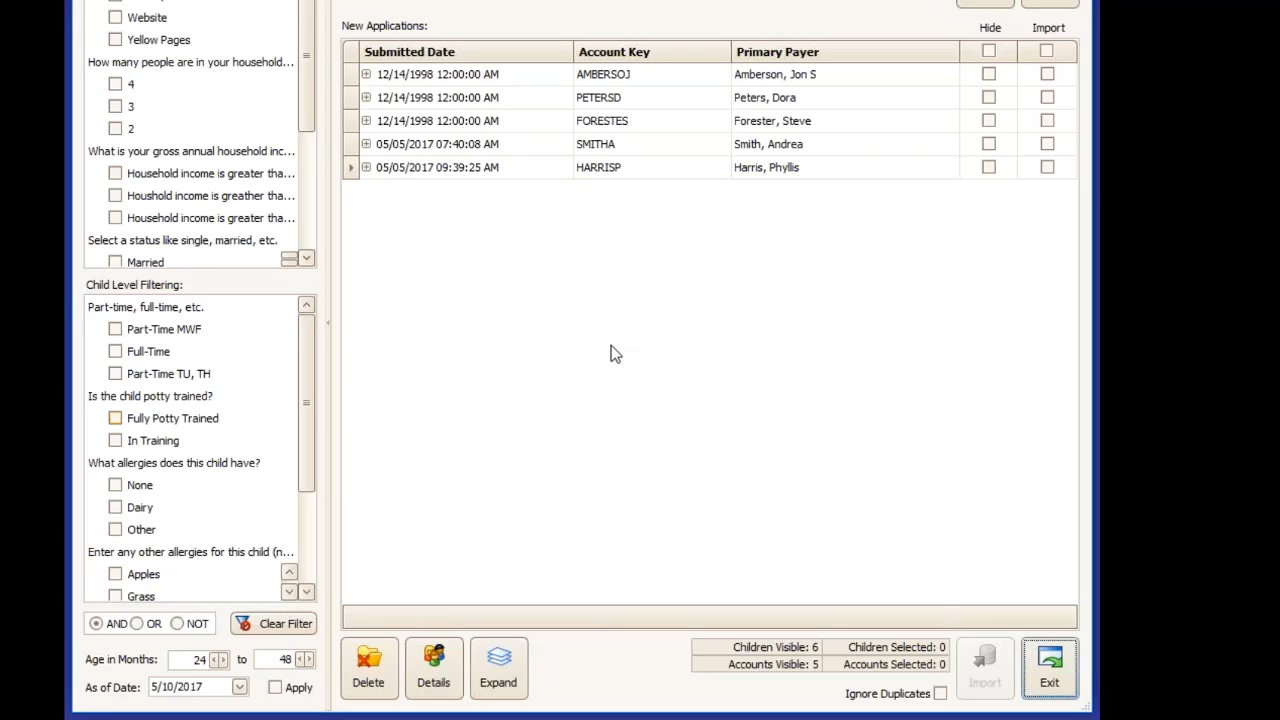 Website
Yellow Pages
How many people are in your household...
4
3
2
What is your gross annual household inc...
Household income is greater tha...
Houshold income is greather tha...
Household income is greater tha...
Select a status like single, married, etc.
Married
Child Level Filtering:
Part-time, full-time, etc.
Part-Time MWF
Full-Time
Part-Time TU, TH
Is the child potty trained?
Fully Potty Trained
In Training
What allergies does this child have?
None
Dairy
Other
Enter any other allergies for this child (n...
Apples
Grass
AND OR NOT Clear Filter
Age in Months: 24 to 48
As of Date: 5/10/2017 Apply
New Applications: Hide Import
Submitted Date Account Key Primary Payer
12/14/1998 12:00:00 AM AMBERSOJ Amberson, Jon S
12/14/1998 12:00:00 AM PETERSD Peters, Dora
12/14/1998 12:00:00 AM FORESTES Forester, Steve
05/05/2017 07:40:08 AM SMITHA Smith, Andrea
05/05/2017 09:39:25 AM HARRISP Harris, Phyllis
Delete Details Expand
Children Visible: 6 Children Selected: 0
Accounts Visible: 5 Accounts Selected: 0
Ignore Duplicates
Import Exit